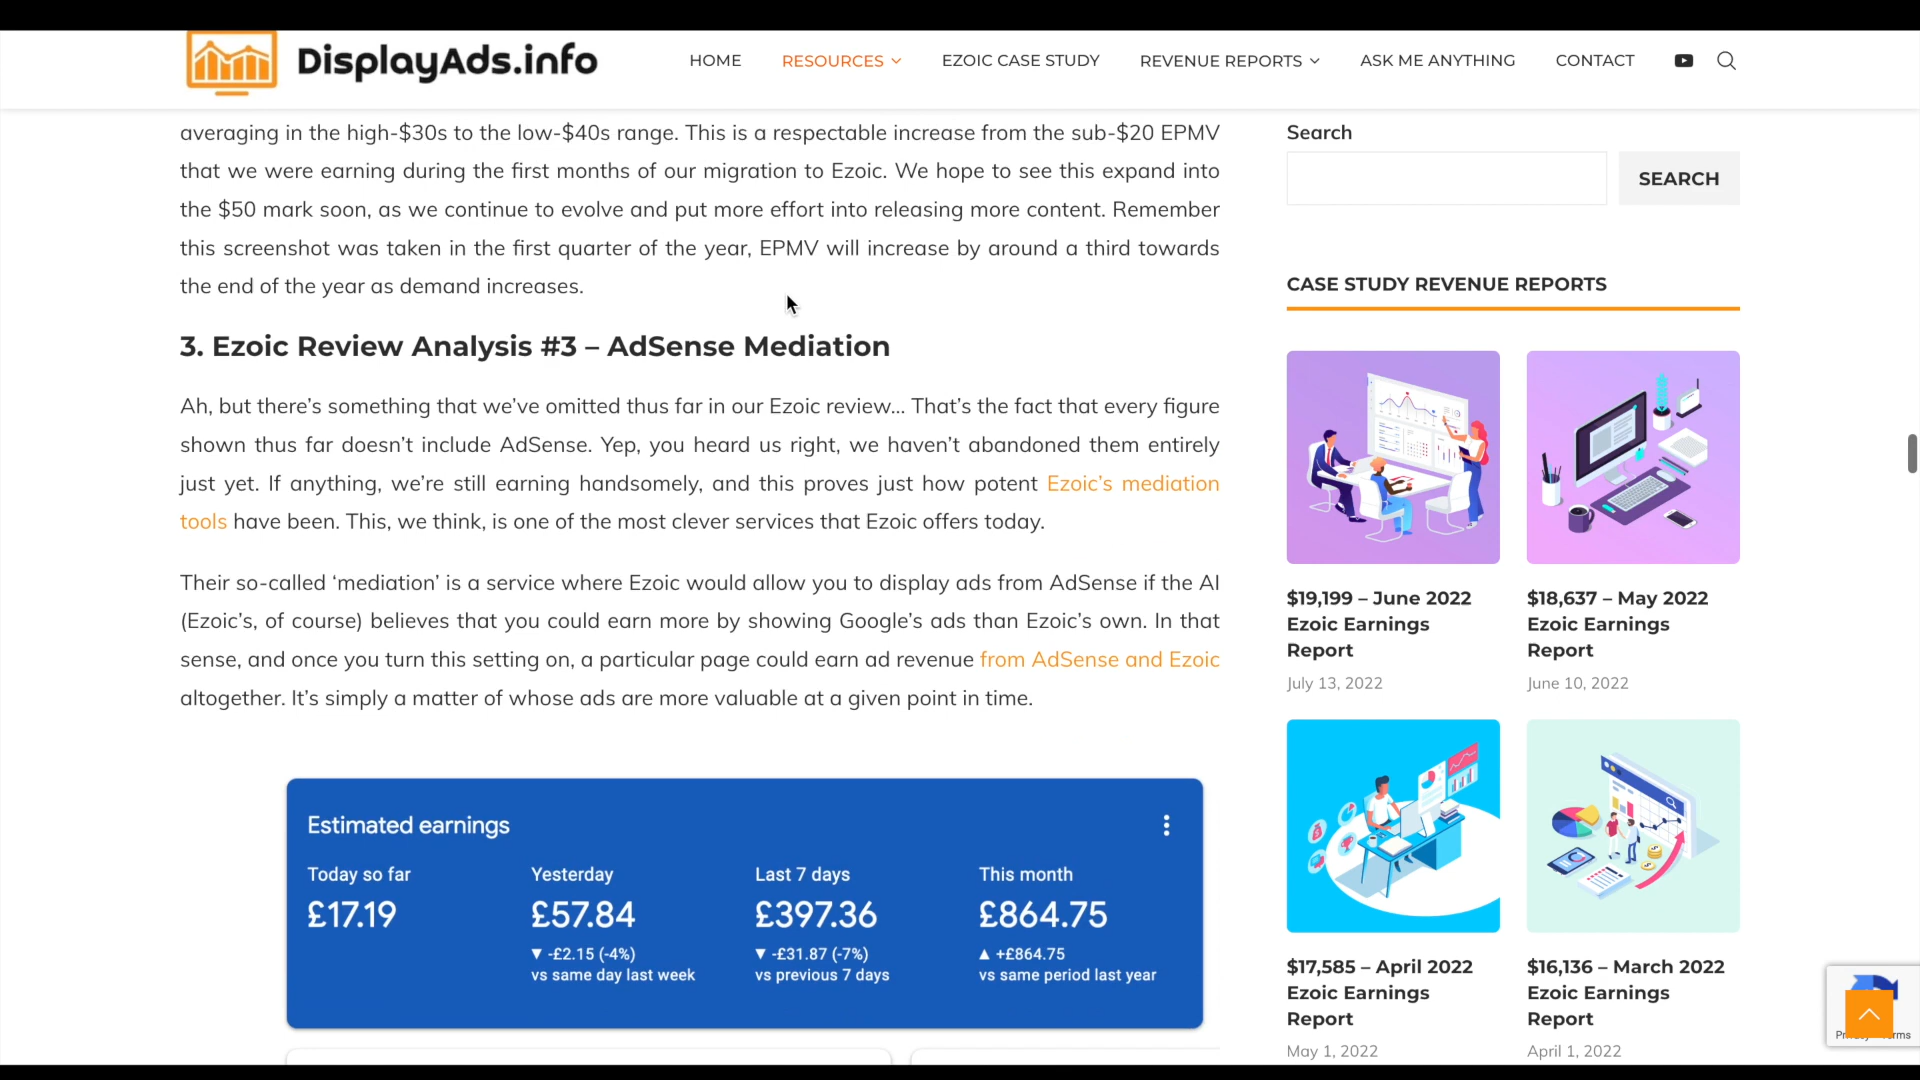 DisplayAds.info
HOME
RESOURCES
EZOIC CASE STUDY
REVENUE REPORTS
ASK ME ANYTHING
CONTACT
averaging in the high-$30s to the low-$40s range. This is a respectable increase from the sub-$20 EPMV
that we were earning during the first months of our migration to Ezoic. We hope to see this expand into
the $50 mark soon, as we continue to evolve and put more effort into releasing more content. Remember
this screenshot was taken in the first quarter of the year, EPMV will increase by around a third towards
the end of the year as demand increases.
3. Ezoic Review Analysis #3 – AdSense Mediation
Ah, but there’s something that we’ve omitted thus far in our Ezoic review… That’s the fact that every figure
shown thus far doesn’t include AdSense. Yep, you heard us right, we haven’t abandoned them entirely
just yet. If anything, we’re still earning handsomely, and this proves just how potent Ezoic’s mediation
tools have been. This, we think, is one of the most clever services that Ezoic offers today.
Their so-called ‘mediation’ is a service where Ezoic would allow you to display ads from AdSense if the AI
(Ezoic’s, of course) believes that you could earn more by showing Google’s ads than Ezoic’s own. In that
sense, and once you turn this setting on, a particular page could earn ad revenue from AdSense and Ezoic
altogether. It’s simply a matter of whose ads are more valuable at a given point in time.
Estimated earnings
Today so far
£17.19
Yesterday
£57.84
▼ -£2.15 (-4%)
vs same day last week
Last 7 days
£397.36
▼ -£31.87 (-7%)
vs previous 7 days
This month
£864.75
▲ +£864.75
vs same period last year
Search
SEARCH
CASE STUDY REVENUE REPORTS
$19,199 – June 2022
Ezoic Earnings
Report
July 13, 2022
$18,637 – May 2022
Ezoic Earnings
Report
June 10, 2022
$17,585 – April 2022
Ezoic Earnings
Report
May 1, 2022
$16,136 – March 2022
Ezoic Earnings
Report
April 1, 2022